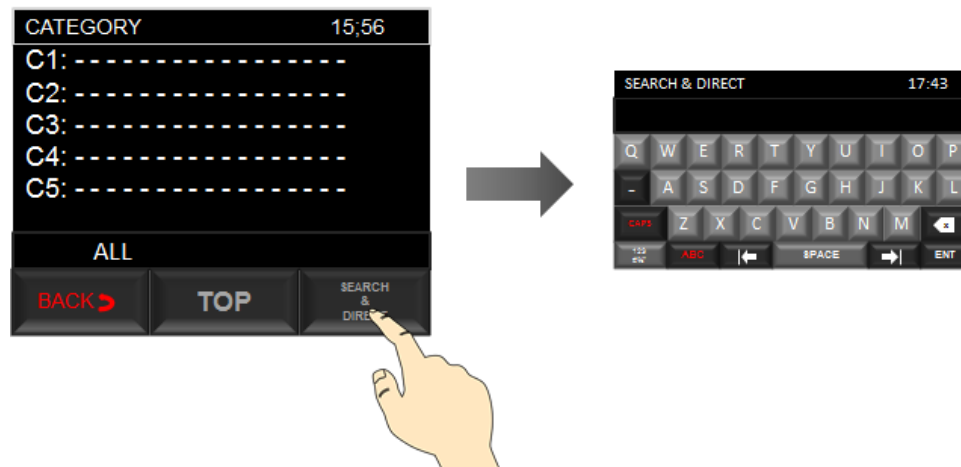 CATEGORY 15;56
C1: - - - - - - - - - - - - - - - - - -
C2: - - - - - - - - - - - - - - - - - -
C3: - - - - - - - - - - - - - - - - - -
C4: - - - - - - - - - - - - - - - - - -
C5: - - - - - - - - - - - - - - - - - -
ALL
BACK TOP SEARCH
&
SEARCH & DIRECT 17:43
Q W E R T Y U I O P
- A S D F G H J K L
CAPS Z X C V B N M x
123
ABC SPACE ENT